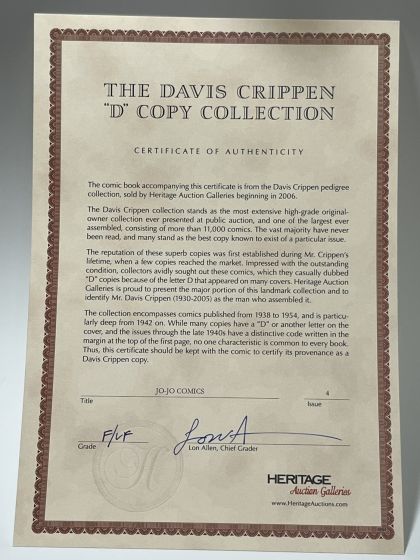 THE DAVIS CRIPPEN
"D" COPY COLLECTION
CERTIFICATE OF AUTHENTICITY
The comic book accompanying this certificate is from the Davis Crippen pedigree
collection, sold by Heritage Auction Galleries beginning in 2006.
The Davis Crippen collection stands as the most extensive high-grade original-
owner collection ever presented at public auction, and one of the largest ever
assembled, consisting of more than 11,000 comics. The vast majority have never
been read, and many stand as the best copy known to exist of a particular issue.
The reputation of these superb copies was first established during Mr. Crippen's
lifetime, when a few copies reached the market. Impressed with the outstanding
condition, collectors avidly sought out these comics, which they casually dubbed
"D" copies because of the letter D that appeared on many covers. Heritage Auction
Galleries is proud to present the major portion of this landmark collection and to
identify Mr. Davis Crippen (1930-2005) as the man who assembled it.
The collection encompasses comics published from 1938 to 1954, and is particu-
larly deep from 1942 on. While many copies have a "D" or another letter on the
cover, and the issues through the late 1940s have a distinctive code written in the
margin at the top of the first page, no one characteristic is common to every book.
Thus, this certificate should be kept with the comic to certify its provenance as a
Davis Crippen copy.
JO-JO COMICS 4
Title Issue
F/VF Lon A
Grade Lon Allen, Chief Grader
H
HERITAGE
Auction Galleries
www.HeritageAuctions.com